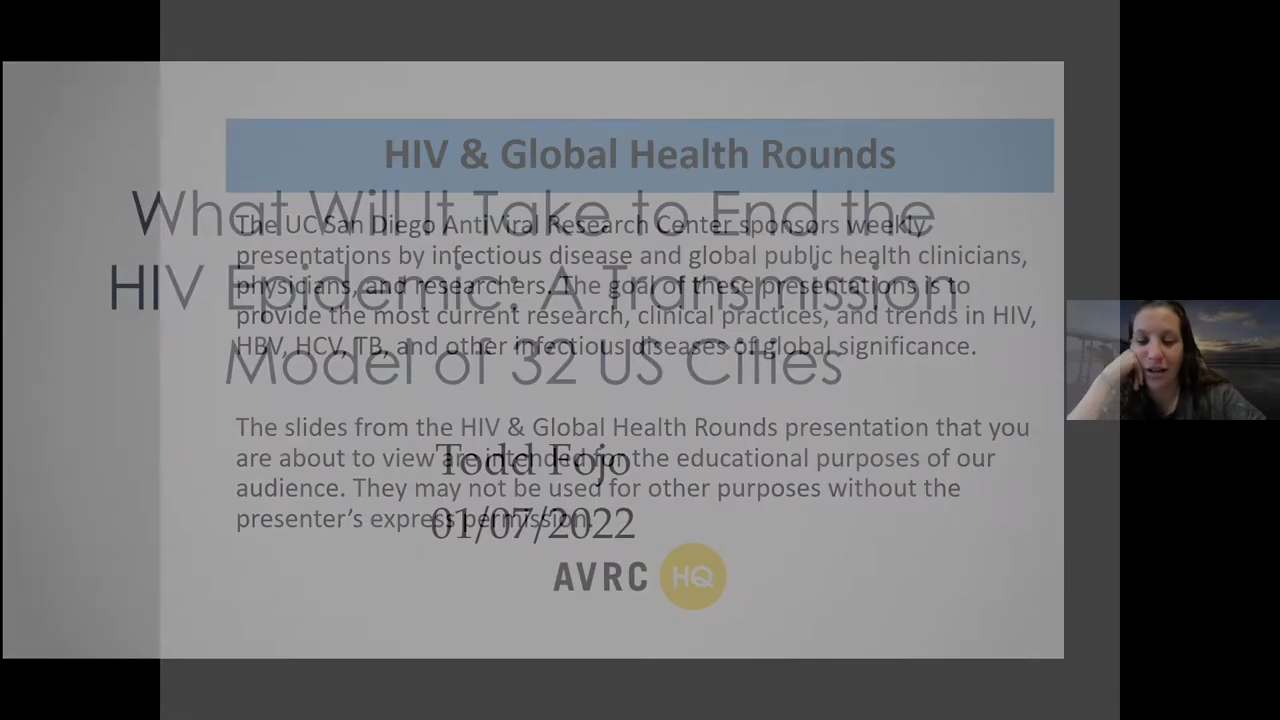 HIV & Global Health Rounds
The UC San Diego AntiViral Research Center sponsors weekly
presentations by infectious disease and global public health clinicians,
physicians, and researchers. The goal of these presentations is to
provide the most current research, clinical practices, and trends in HIV,
HBV, HCV, TB, and other infectious diseases of global significance.
The slides from the HIV & Global Health Rounds presentation that you
are about to view are intended for the educational purposes of our
audience. They may not be used for other purposes without the
presenter's express permission.
AVRC HQ
What Will It Take to End the
HIV Epidemic: A Transmission
Model of 32 US Cities
Todd Fojo
01/07/2022